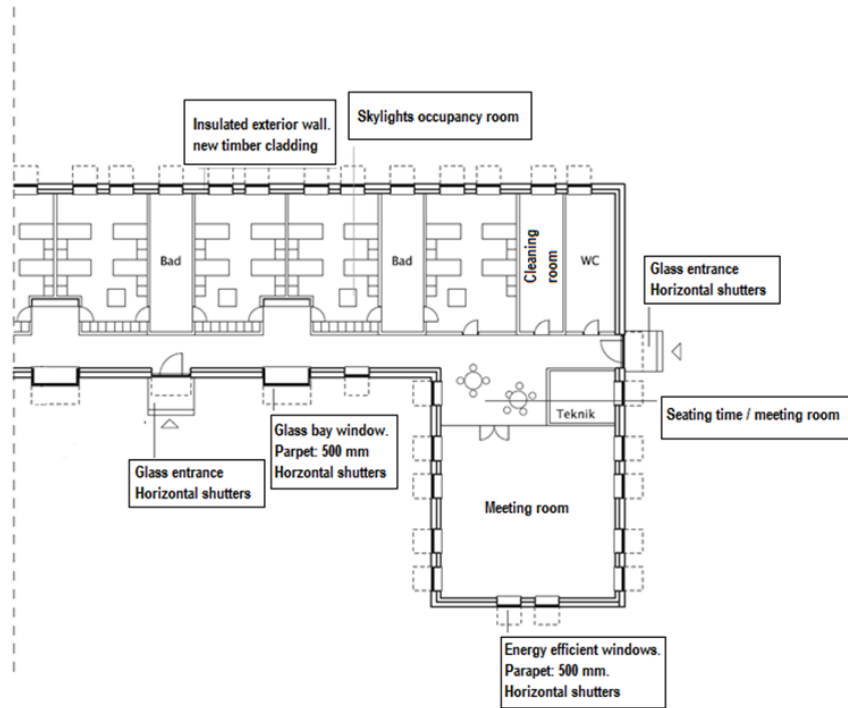 Insulated exterior wall.
new timber cladding
Skylights occupancy room
Bad
Bad
Cleaning
room
WC
Glass entrance
Horizontal shutters
Teknik
Seating time / meeting room
Glass bay window.
Parpet: 500 mm
Horzontal shutters
Glass entrance
Horizontal shutters
Meeting room
Energy efficient windows.
Parapet: 500 mm.
Horizontal shutters